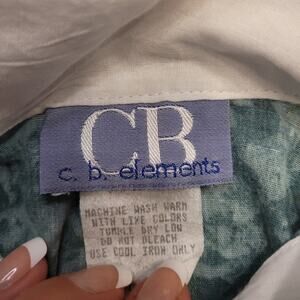 CB
c. b. elements
MACHINE WASH WARM
WITH LIKE COLORS
TUMBLE DRY LOW
DO NOT BLEACH
USE COOL IRON ONLY